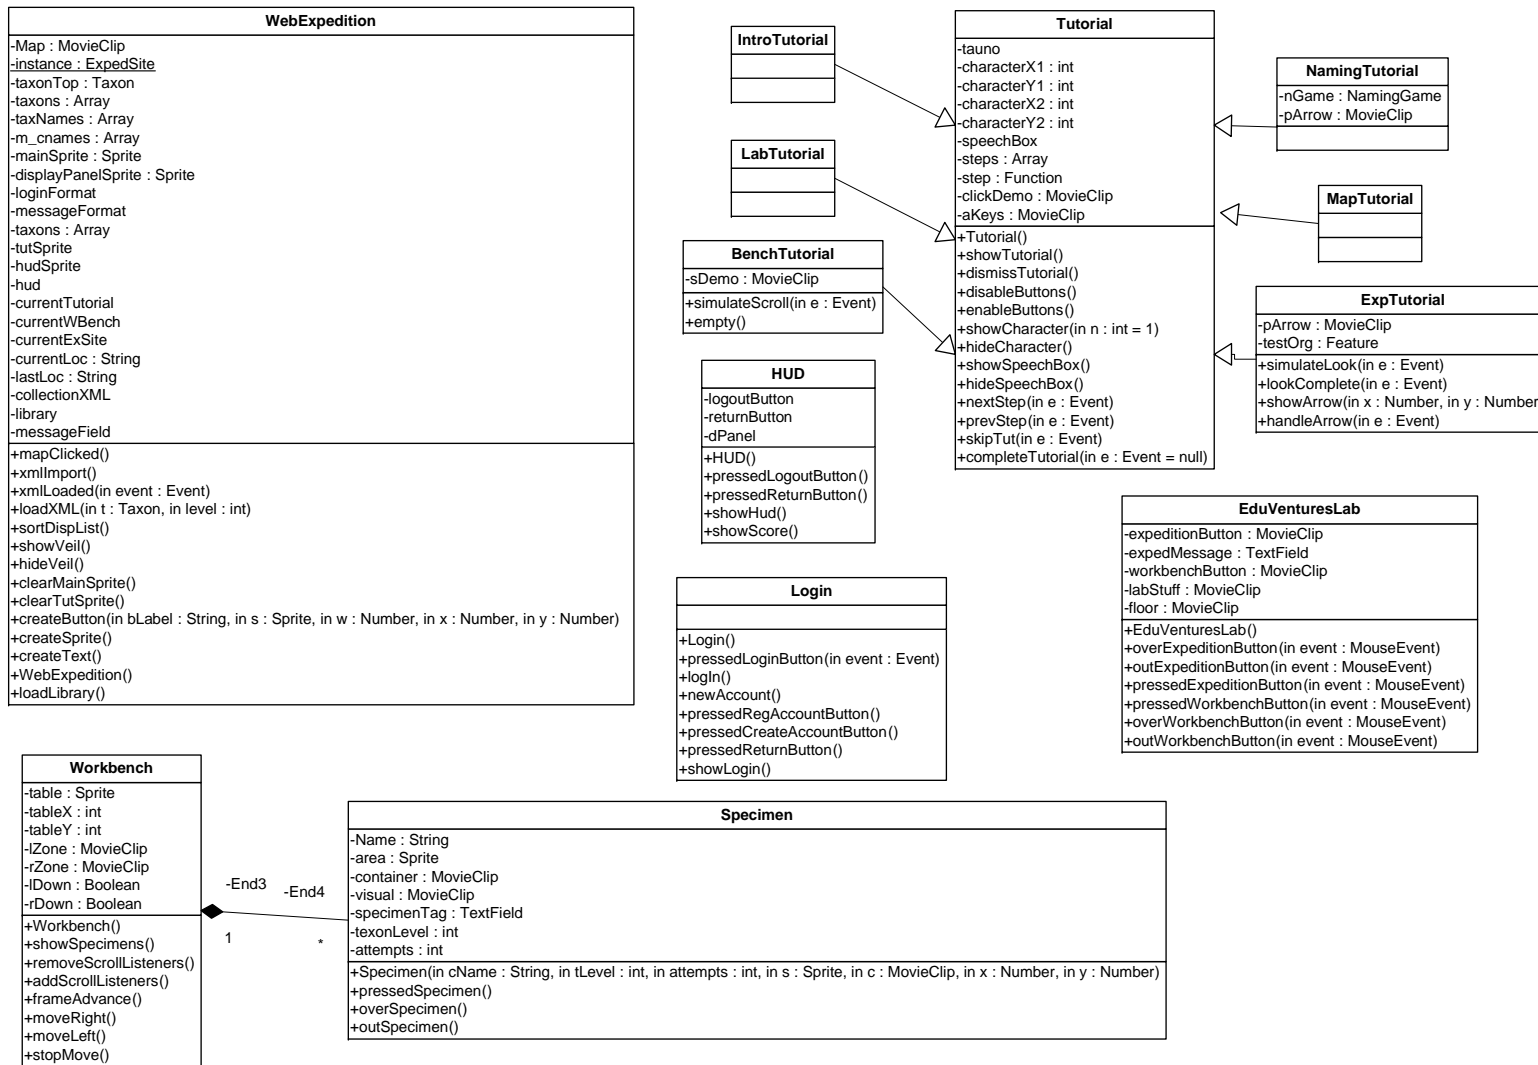 WebExpedition
-Map : MovieClip
-instance : ExpedSite
-taxonTop : Taxon
-taxons : Array
-taxNames : Array
-m_cnames : Array
-mainSprite : Sprite
-displayPanelSprite : Sprite
-loginFormat
-messageFormat
-taxons : Array
-tutSprite
-hudSprite
-hud
-currentTutorial
-currentWBench
-currentExSite
-currentLoc : String
-lastLoc : String
-collectionXML
-library
-messageField
+mapClicked()
+xmlImport()
+xmlLoaded(in event : Event)
+loadXML(in t : Taxon, in level : int)
+sortDispList()
+showVeil()
+hideVeil()
+clearMainSprite()
+clearTutSprite()
+createButton(in bLabel : String, in s : Sprite, in w : Number, in x : Number, in y : Number)
+createSprite()
+createText()
+WebExpedition()
+loadLibrary()
IntroTutorial
LabTutorial
BenchTutorial
-sDemo : MovieClip
+simulateScroll(in e : Event)
+empty()
Tutorial
-tauno
-characterX1 : int
-characterY1 : int
-characterX2 : int
-characterY2 : int
-speechBox
-steps : Array
-step : Function
-clickDemo : MovieClip
-aKeys : MovieClip
+Tutorial()
+showTutorial()
+dismissTutorial()
+disableButtons()
+enableButtons()
+showCharacter(in n : int = 1)
+hideCharacter()
+showSpeechBox()
+hideSpeechBox()
+nextStep(in e : Event)
+prevStep(in e : Event)
+skipTut(in e : Event)
+completeTutorial(in e : Event = null)
NamingTutorial
-nGame : NamingGame
-pArrow : MovieClip
MapTutorial
ExpTutorial
-pArrow : MovieClip
-testOrg : Feature
+simulateLook(in e : Event)
+lookComplete(in e : Event)
+showArrow(in x : Number, in y : Number
+handleArrow(in e : Event)
HUD
-logoutButton
-returnButton
-dPanel
+HUD()
+pressedLogoutButton()
+pressedReturnButton()
+showHud()
+showScore()
Login
+Login()
+pressedLoginButton(in event : Event)
+logIn()
+newAccount()
+pressedRegAccountButton()
+pressedCreateAccountButton()
+pressedReturnButton()
+showLogin()
EduVenturesLab
-expeditionButton : MovieClip
-expedMessage : TextField
-workbenchButton : MovieClip
-labStuff : MovieClip
-floor : MovieClip
+EduVenturesLab()
+overExpeditionButton(in event : MouseEvent)
+outExpeditionButton(in event : MouseEvent)
+pressedExpeditionButton(in event : MouseEvent)
+pressedWorkbenchButton(in event : MouseEvent)
+overWorkbenchButton(in event : MouseEvent)
+outWorkbenchButton(in event : MouseEvent)
Workbench
-table : Sprite
-tableX : int
-tableY : int
-lZone : MovieClip
-rZone : MovieClip
-lDown : Boolean
-rDown : Boolean
+Workbench()
+showSpecimens()
+removeScrollListeners()
+addScrollListeners()
+frameAdvance()
+moveRight()
+moveLeft()
+stopMove()
-End3
-End4
1
*
Specimen
-Name : String
-area : Sprite
-container : MovieClip
-visual : MovieClip
-specimenTag : TextField
-texonLevel : int
-attempts : int
+Specimen(in cName : String, in tLevel : int, in attempts : int, in s : Sprite, in c : MovieClip, in x : Number, in y : Number)
+pressedSpecimen()
+overSpecimen()
+outSpecimen()